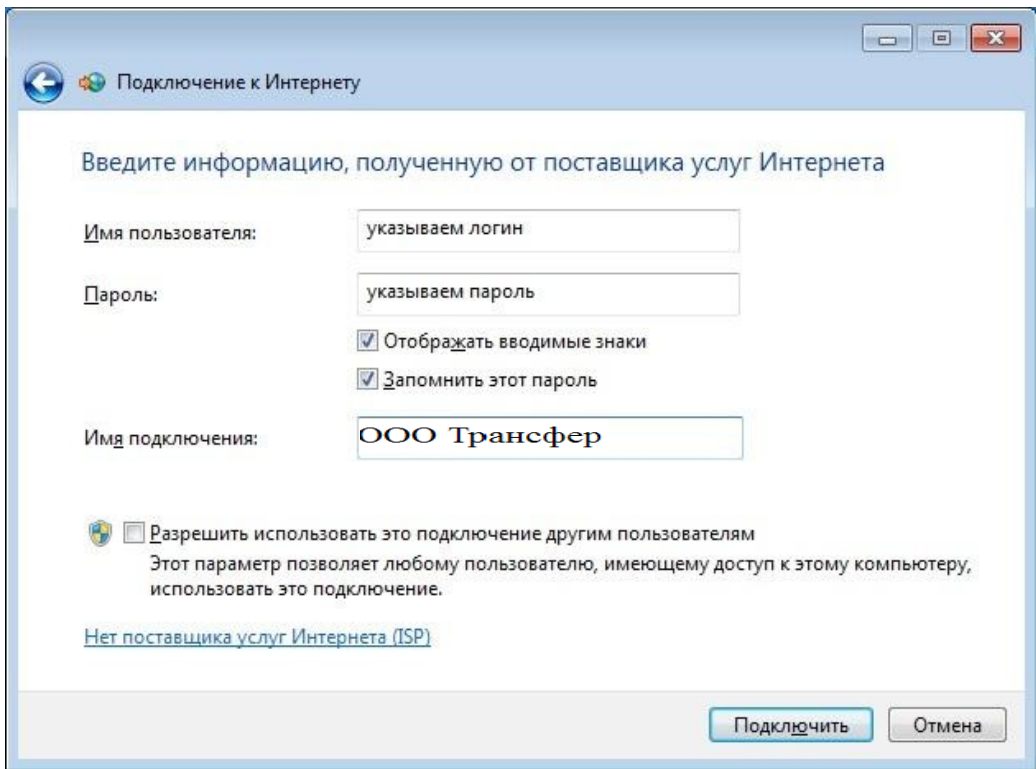 Подключение к Интернету
Введите информацию, полученную от поставщика услуг Интернета
Имя пользователя: указываем логин
Пароль: указываем пароль
Отображать вводимые знаки
Запомнить этот пароль
Имя подключения: ООО Трансфер
Разрешить использовать это подключение другим пользователям
Этот параметр позволяет любому пользователю, имеющему доступ к этому компьютеру,
использовать это подключение.
Нет поставщика услуг Интернета (ISP)
Подключить Отмена